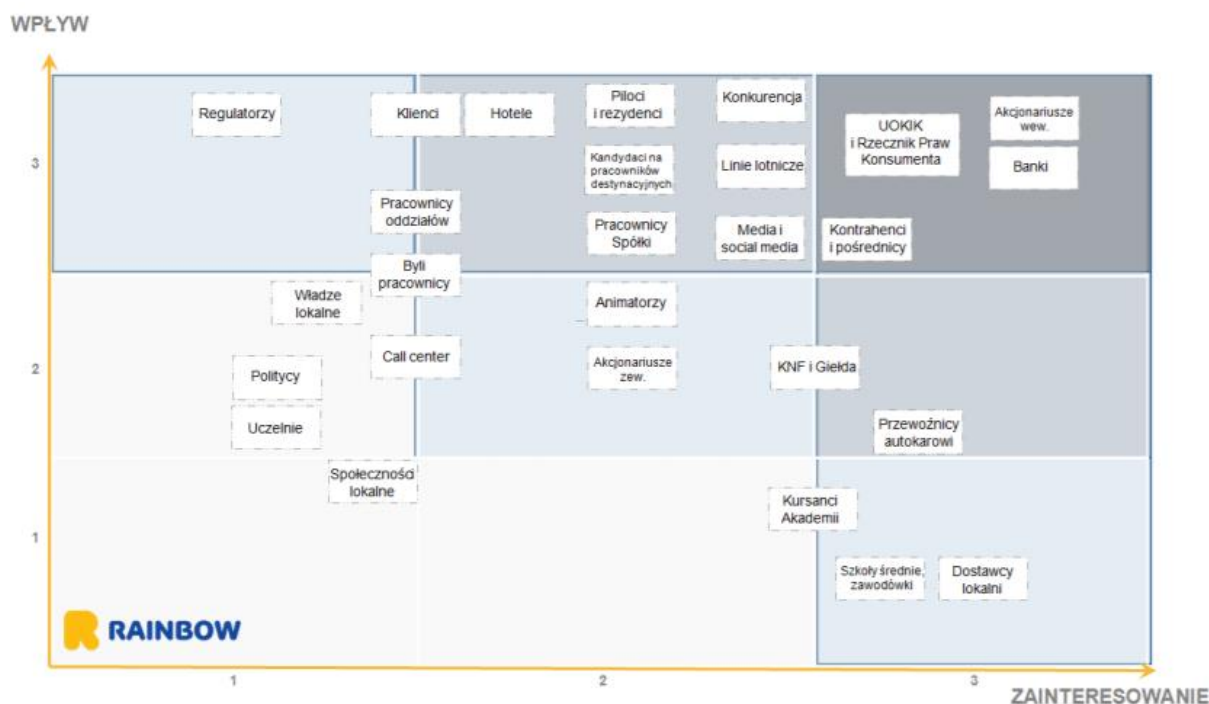 WPŁYW
Regulatorzy
Klienci
Hotele
Piloci
i rezydenci
Konkurencja
UOKIK
i Rzecznik Praw
Konsumenta
Akcjonariusze
wew.
3
Kandydaci na
pracowników
destynacyjnych
Linie lotnicze
Banki
Pracownicy
oddziałów
Pracownicy
Spółki
Media i
social media
Kontrahenci
i pośrednicy
Byli
pracownicy
Władze
lokalne
Animatorzy
2
Call center
Akcjonariusze
zew.
KNF i Giełda
Politycy
Uczelnie
Przewoźnicy
autokarowi
Społeczności
lokalne
Kursanci
Akademii
1
Szkoły średnie,
zawodówki
Dostawcy
lokalni
RAINBOW
1
2
3
ZAINTERESOWANIE